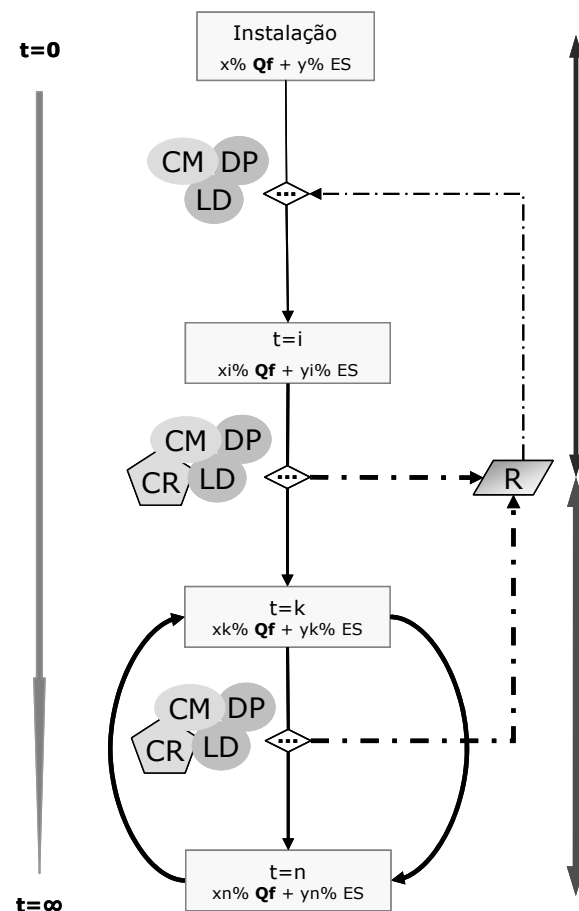 t=0
Instalação
x% Qf + y% ES
CM DP
LD
...
t=i
xi% Qf + yi% ES
CM DP
CR LD
...
R
t=k
xk% Qf + yk% ES
CM DP
CR LD
...
t=n
xn% Qf + yn% ES
t=∞